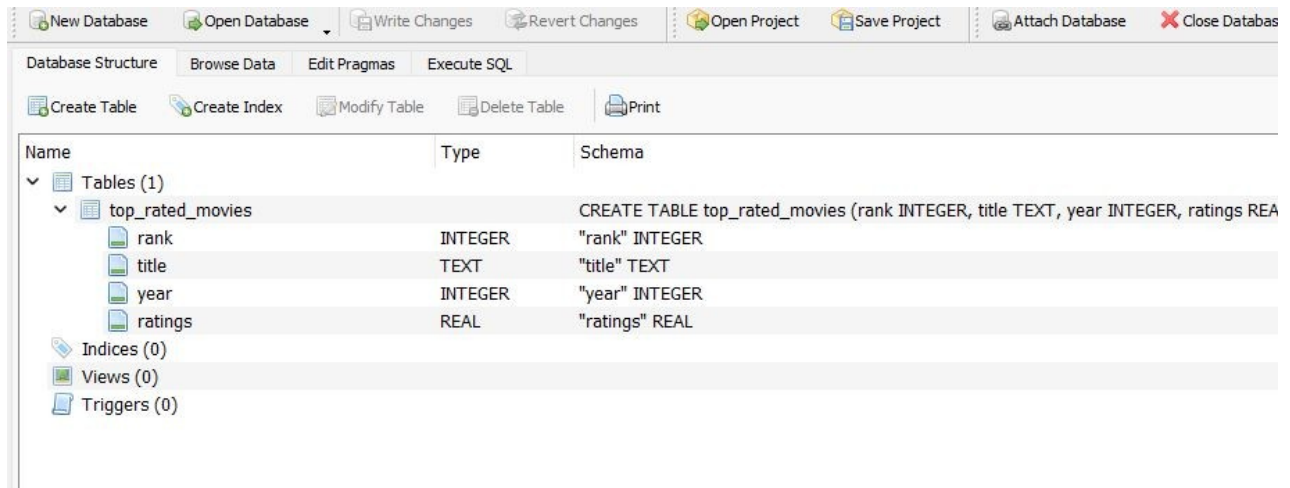 New Database Open Database Write Changes Revert Changes Open Project Save Project Attach Database Close Databas
Database Structure Browse Data Edit Pragmas Execute SQL
Create Table Create Index Modify Table Delete Table Print
Name Type Schema
Tables (1)
top_rated_movies CREATE TABLE top_rated_movies (rank INTEGER, title TEXT, year INTEGER, ratings REA
rank INTEGER "rank" INTEGER
title TEXT "title" TEXT
year INTEGER "year" INTEGER
ratings REAL "ratings" REAL
Indices (0)
Views (0)
Triggers (0)